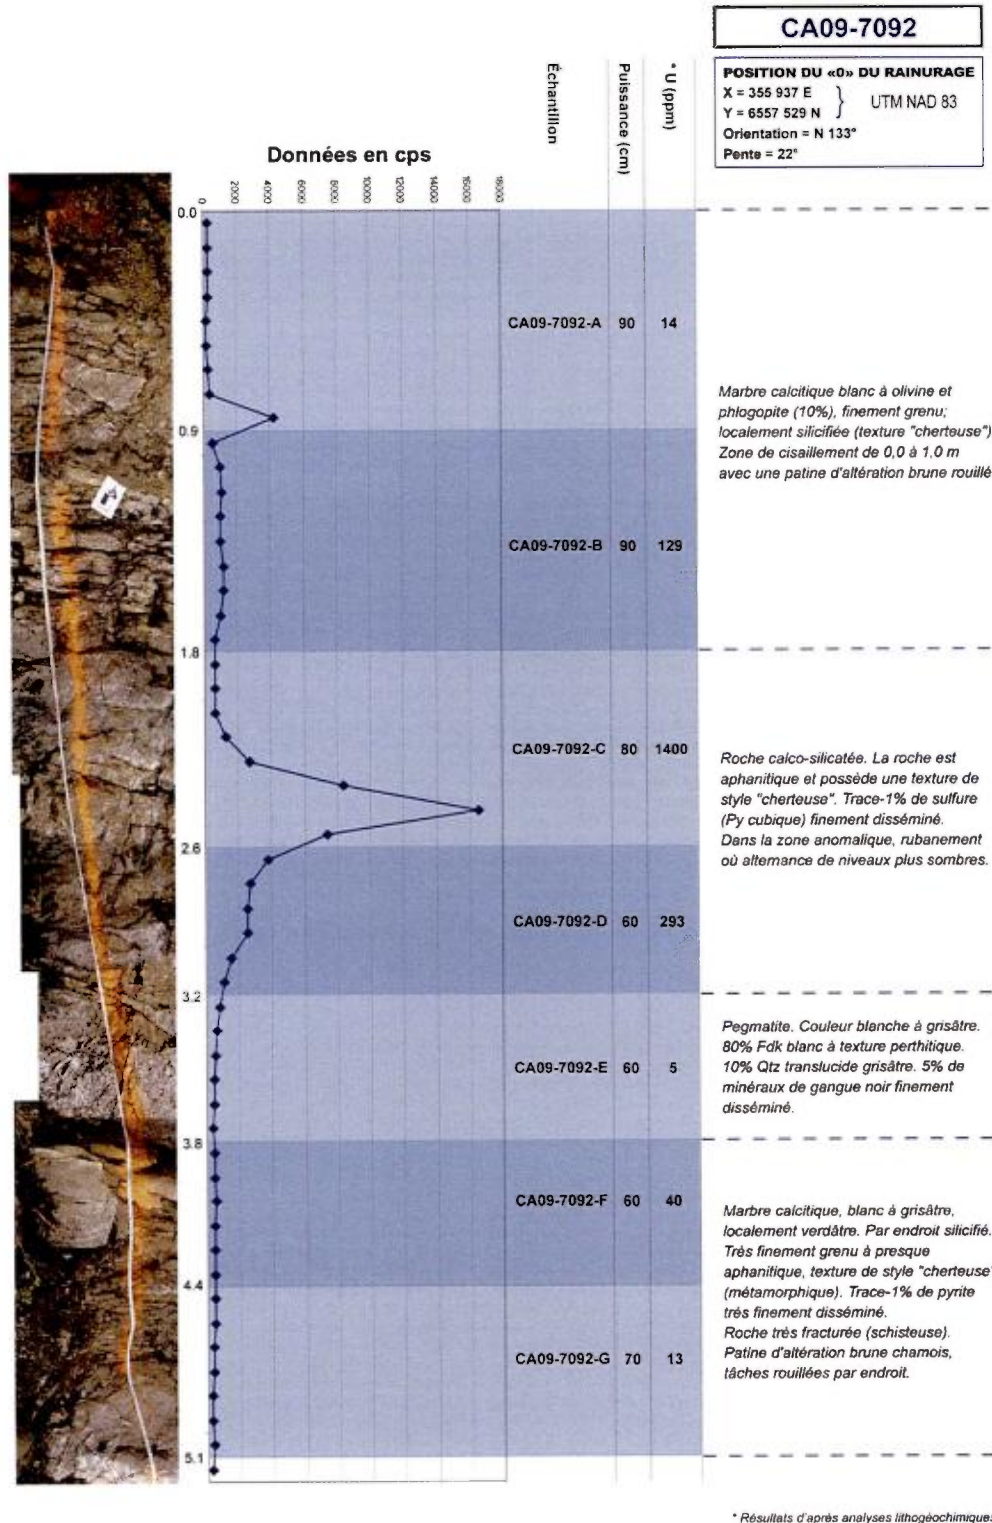 CA09-7092
POSITION DU «0» DU RAINURAGE
X = 355 937 E
Y = 6557 529 N
} UTM NAD 83
Orientation = N 133°
Pente = 22°
Échantillon
Puissance (cm)
* U (ppm)
Données en cps
0 2000 4000 6000 8000 10000 12000 14000 16000 18000
0.0
CA09-7092-A 90 14
Marbre calcitique blanc à olivine et
phlogopite (10%), finement grenu;
localement silicifiée (texture "cherteuse")
Zone de cisaillement de 0,0 à 1,0 m
avec une patine d'altération brune rouillé
0.9
CA09-7092-B 90 129
1.8
CA09-7092-C 80 1400
Roche calco-silicatée. La roche est
aphanitique et possède une texture de
style "cherteuse". Trace-1% de sulfure
(Py cubique) finement disséminé.
Dans la zone anomalique, rubanement
où alternance de niveaux plus sombres.
2.6
CA09-7092-D 60 293
3.2
Pegmatite. Couleur blanche à grisâtre.
80% Fdk blanc à texture perthitique.
10% Qtz translucide grisâtre. 5% de
minéraux de gangue noir finement
disséminé.
CA09-7092-E 60 5
3.8
CA09-7092-F 60 40
Marbre calcitique, blanc à grisâtre,
localement verdâtre. Par endroit silicifié.
Très finement grenu à presque
aphanitique, texture de style "cherteuse"
(métamorphique). Trace-1% de pyrite
très finement disséminé.
Roche très fracturée (schisteuse).
Patine d'altération brune chamois,
tâches rouillées par endroit.
4.4
CA09-7092-G 70 13
5.1
* Résultats d'après analyses lithogéochimiques